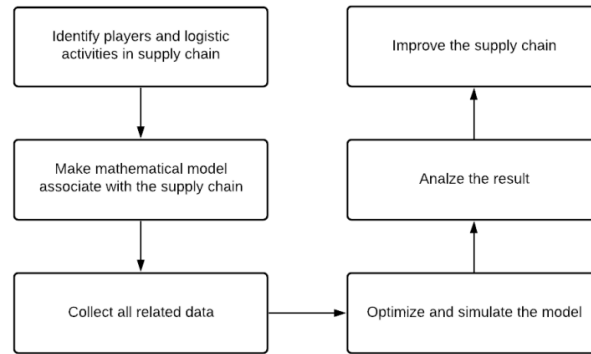 Identify players and logistic
activities in supply chain
Make mathematical model
associate with the supply chain
Collect all related data
Optimize and simulate the model
Analze the result
Improve the supply chain